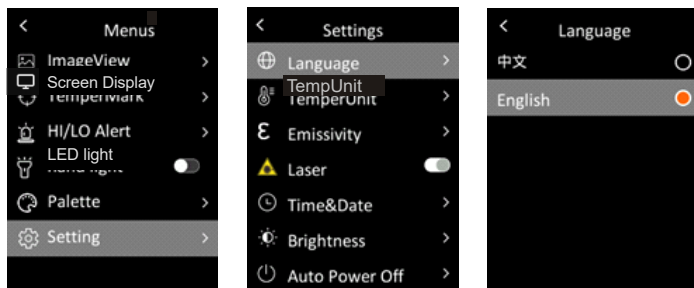 Menus
ImageView
Screen Display
TemperMark
HI/LO Alert
LED light
Palette
Setting
Settings
Language
TempUnit
TemperUnit
Emissivity
Laser
Time&Date
Brightness
Auto Power Off
Language
中文
English